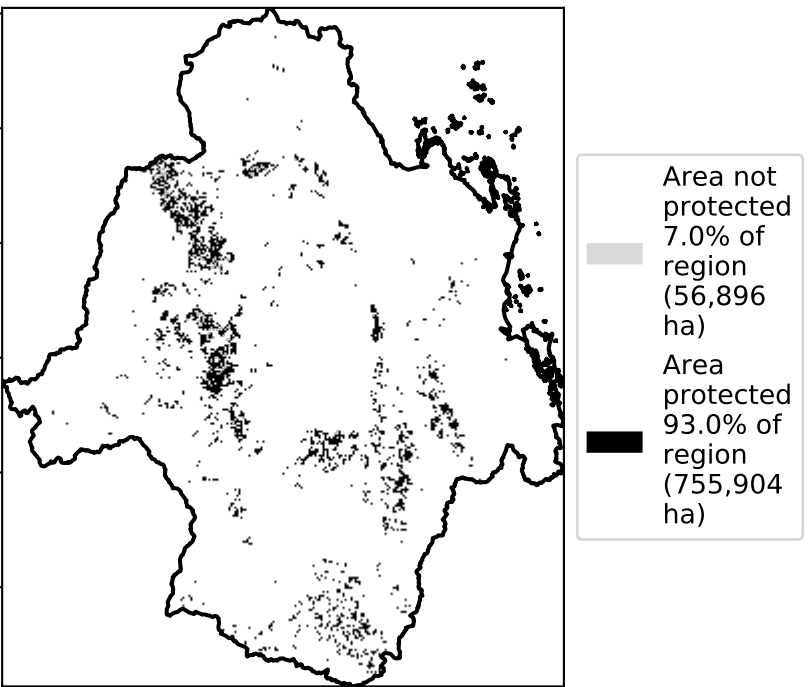 Area not
protected
7.0% of
region
(56,896
ha)
Area
protected
93.0% of
region
(755,904
ha)